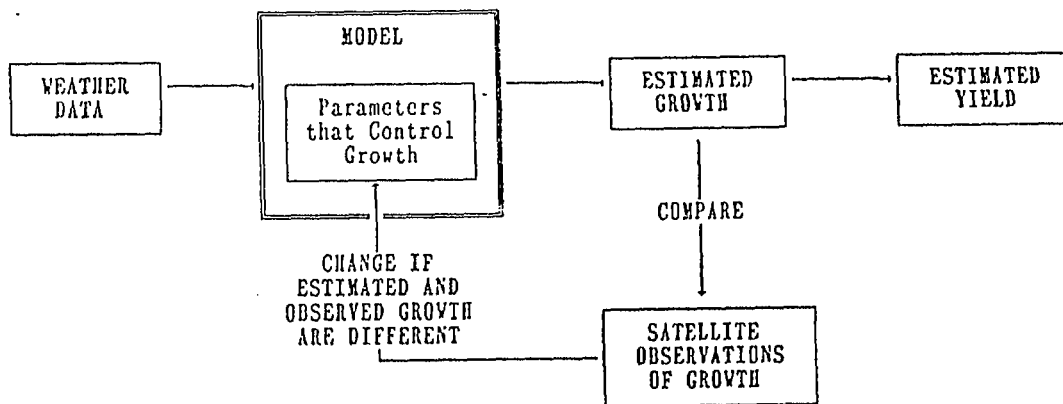 MODEL
WEATHER
DATA
Parameters
that Control
Growth
ESTIMATED
GROWTH
ESTIMATED
YIELD
COMPARE
CHANGE IF
ESTIMATED AND
OBSERVED GROWTH
ARE DIFFERENT
SATELLITE
OBSERVATIONS
OF GROWTH